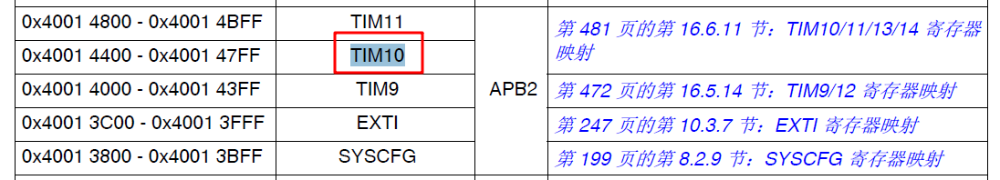 0x4001 4800 - 0x4001 4BFF TIM11 第 481 页的第 16.6.11 节：TIM10/11/13/14 寄存器
映射
0x4001 4400 - 0x4001 47FF TIM10
0x4001 4000 - 0x4001 43FF TIM9 APB2 第 472 页的第 16.5.14 节：TIM9/12 寄存器映射
0x4001 3C00 - 0x4001 3FFF EXTI 第 247 页的第 10.3.7 节：EXTI 寄存器映射
0x4001 3800 - 0x4001 3BFF SYSCFG 第 199 页的第 8.2.9 节：SYSCFG 寄存器映射